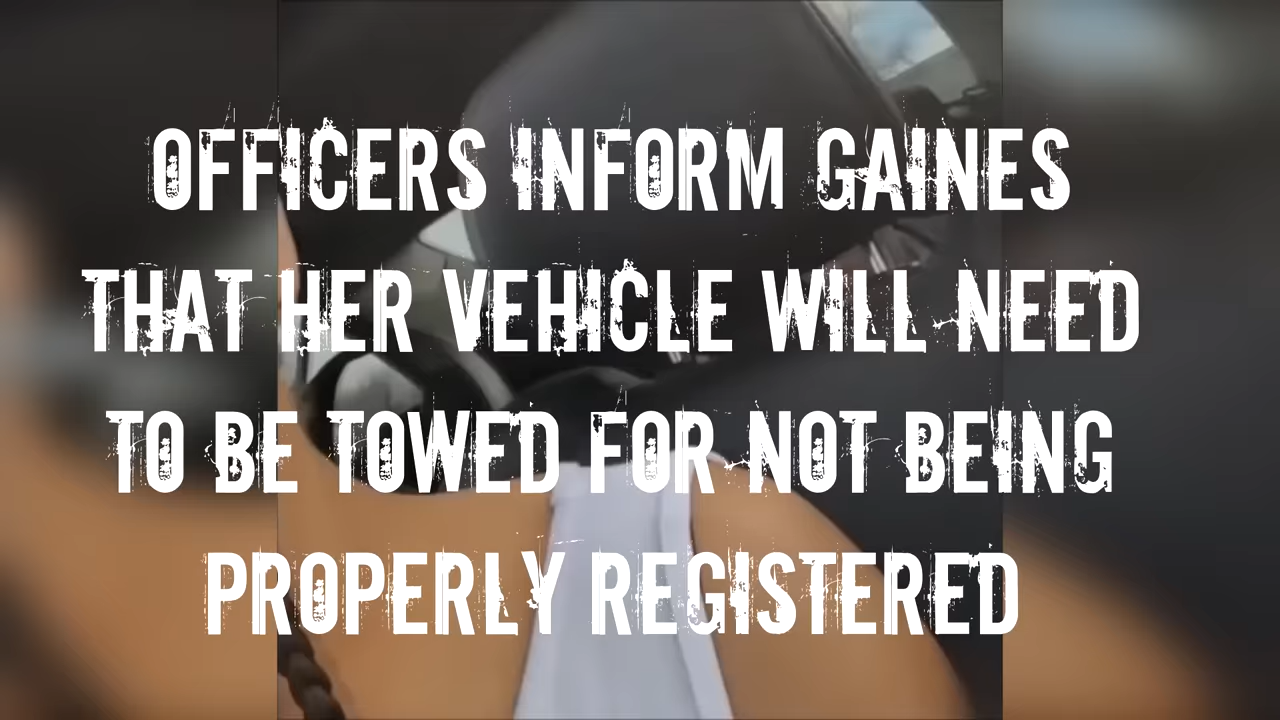 OFFICERS INFORM GAINES
THAT HER VEHICLE WILL NEED
TO BE TOWED FOR NOT BEING
PROPERLY REGISTERED